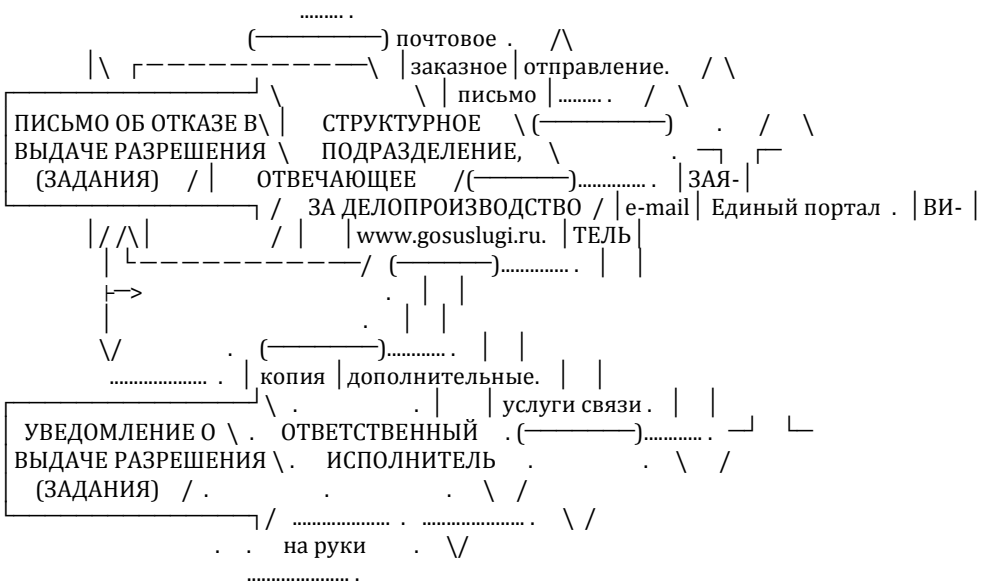 почтовое
заказное отправление.
письмо
ПИСЬМО ОБ ОТКАЗЕ В СТРУКТУРНОЕ
ВЫДАЧЕ РАЗРЕШЕНИЯ ПОДРАЗДЕЛЕНИЕ,
(ЗАДАНИЯ) ОТВЕЧАЮЩЕЕ ЗАЯ-
ЗА ДЕЛОПРОИЗВОДСТВО e-mail Единый портал . ВИ-
www.gosuslugi.ru. ТЕЛЬ
копия дополнительные.
услуги связи .
УВЕДОМЛЕНИЕ О ОТВЕТСТВЕННЫЙ
ВЫДАЧЕ РАЗРЕШЕНИЯ ИСПОЛНИТЕЛЬ
(ЗАДАНИЯ)
на руки